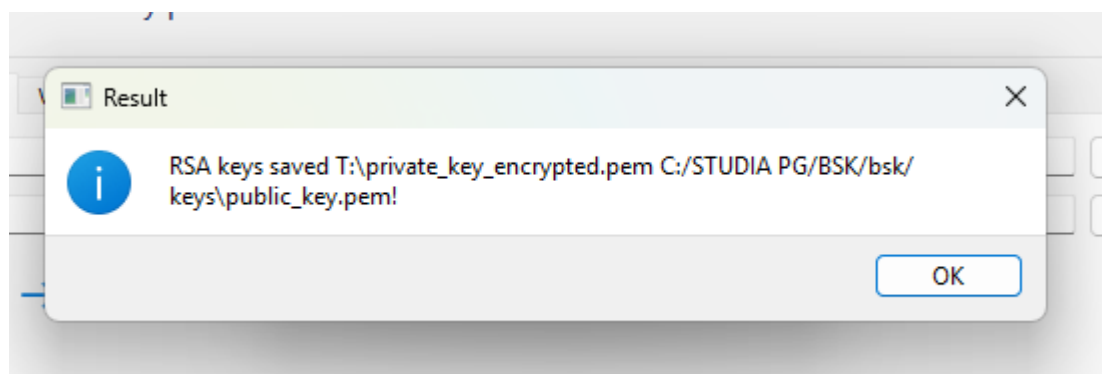 Result
RSA keys saved T:\private_key_encrypted.pem C:/STUDIA PG/BSK/bsk/
keys\public_key.pem!
OK